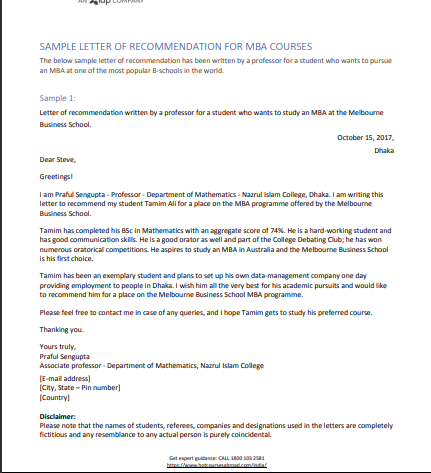 AN idp COMPANY
SAMPLE LETTER OF RECOMMENDATION FOR MBA COURSES
The below sample letter of recommendation has been written by a professor for a student who wants to pursue
an MBA at one of the most popular B-schools in the world.
Sample 1:
Letter of recommendation written by a professor for a student who wants to study an MBA at the Melbourne
Business School.
October 15, 2017,
Dhaka
Dear Steve,
Greetings!
I am Praful Sengupta - Professor - Department of Mathematics - Nazrul Islam College, Dhaka. I am writing this
letter to recommend my student Tamim Ali for a place on the MBA programme offered by the Melbourne
Business School.
Tamim has completed his BSc in Mathematics with an aggregate score of 74%. He is a hard-working student and
has good communication skills. He is a good orator as well and part of the College Debating Club; he has won
numerous oratorical competitions. He aspires to study an MBA in Australia and the Melbourne Business School
is his first choice.
Tamim has been an exemplary student and plans to set up his own data-management company one day
providing employment to people in Dhaka. I wish him all the very best for his academic pursuits and would like
to recommend him for a place on the Melbourne Business School MBA programme.
Please feel free to contact me in case of any queries, and I hope Tamim gets to study his preferred course.
Thanking you.
Yours truly,
Praful Sengupta
Associate professor - Department of Mathematics, Nazrul Islam College
[E-mail address]
[City, State – Pin number]
[Country]
Disclaimer:
Please note that the names of students, referees, companies and designations used in the letters are completely
fictitious and any resemblance to any actual person is purely coincidental.
Get expert guidance: CALL 1800 103 2581
https://www.hotcoursesabroad.com/india/